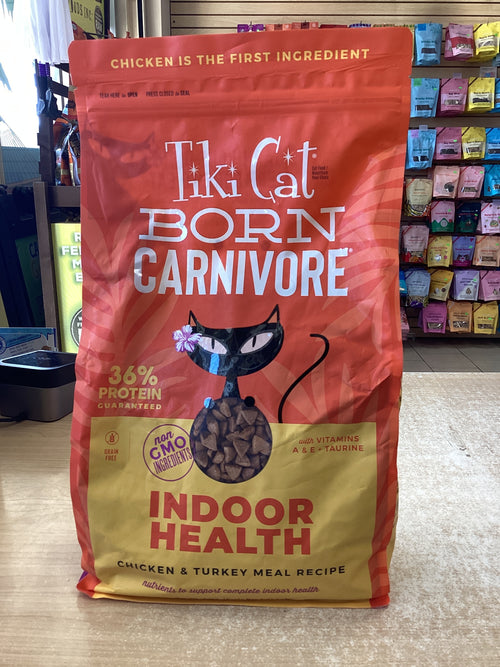 CHICKEN IS THE FIRST INGREDIENT
TEAR HERE to OPEN PRESS CLOSED to SEAL
Tiki Cat
BORN
CARNIVORE
36%
PROTEIN
GUARANTEED
GRAIN
FREE
non
GMO
INGREDIENTS
with VITAMINS
A & E + TAURINE
INDOOR
HEALTH
CHICKEN & TURKEY MEAL RECIPE
nutrients to support complete indoor health